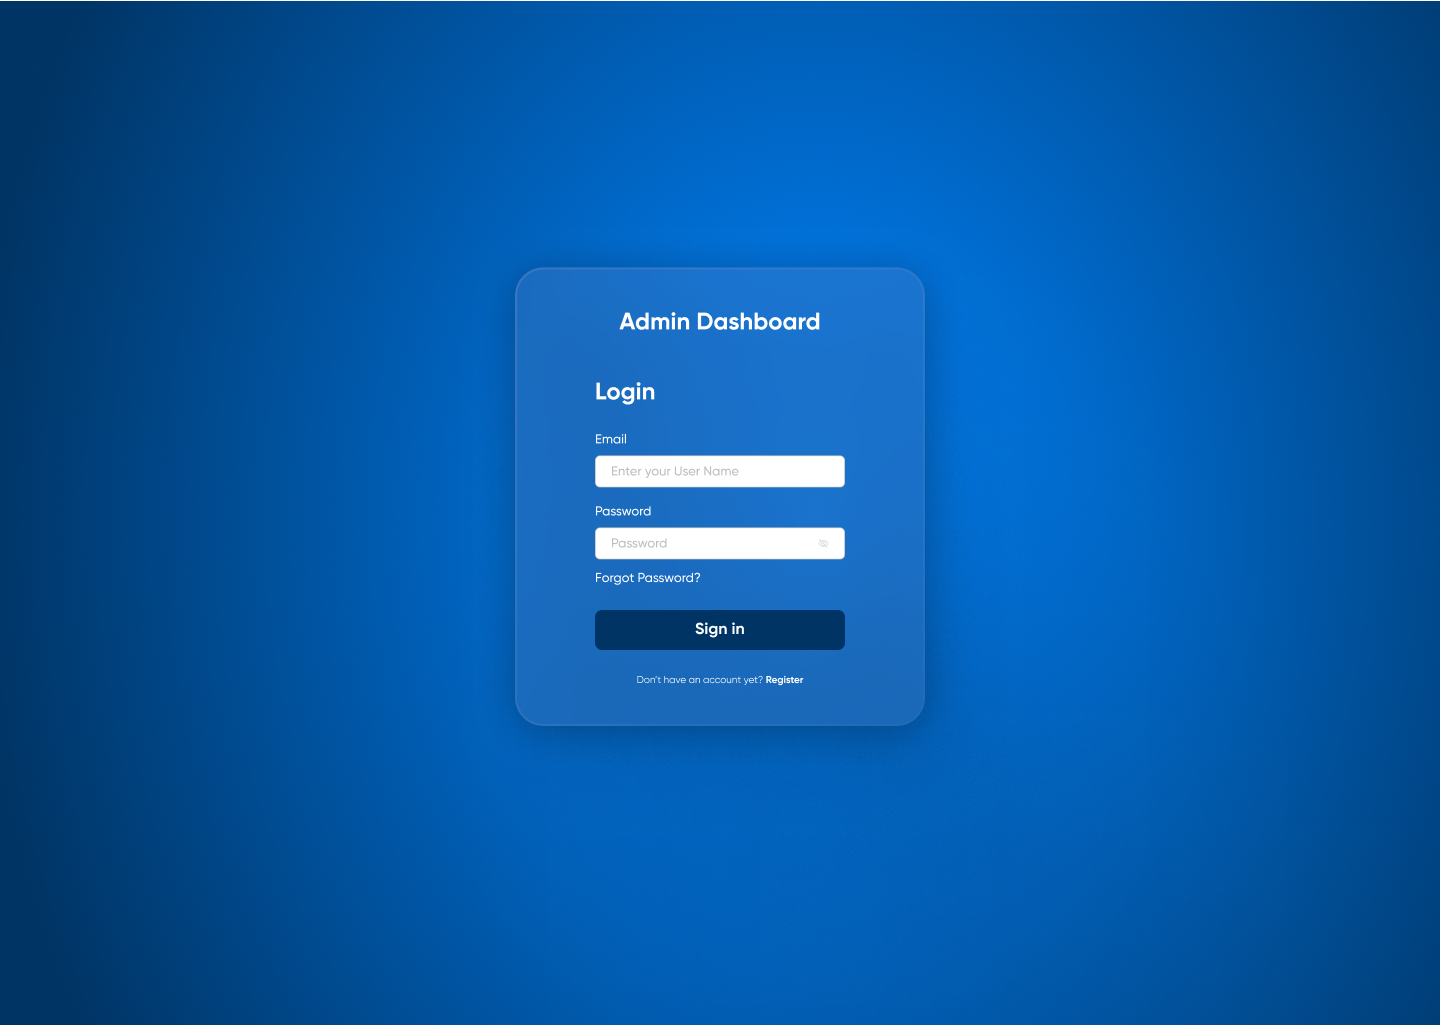 Admin Dashboard
Login
Email
Enter your User Name
Password
Password
Forgot Password?
Sign in
Don't have an account yet? Register